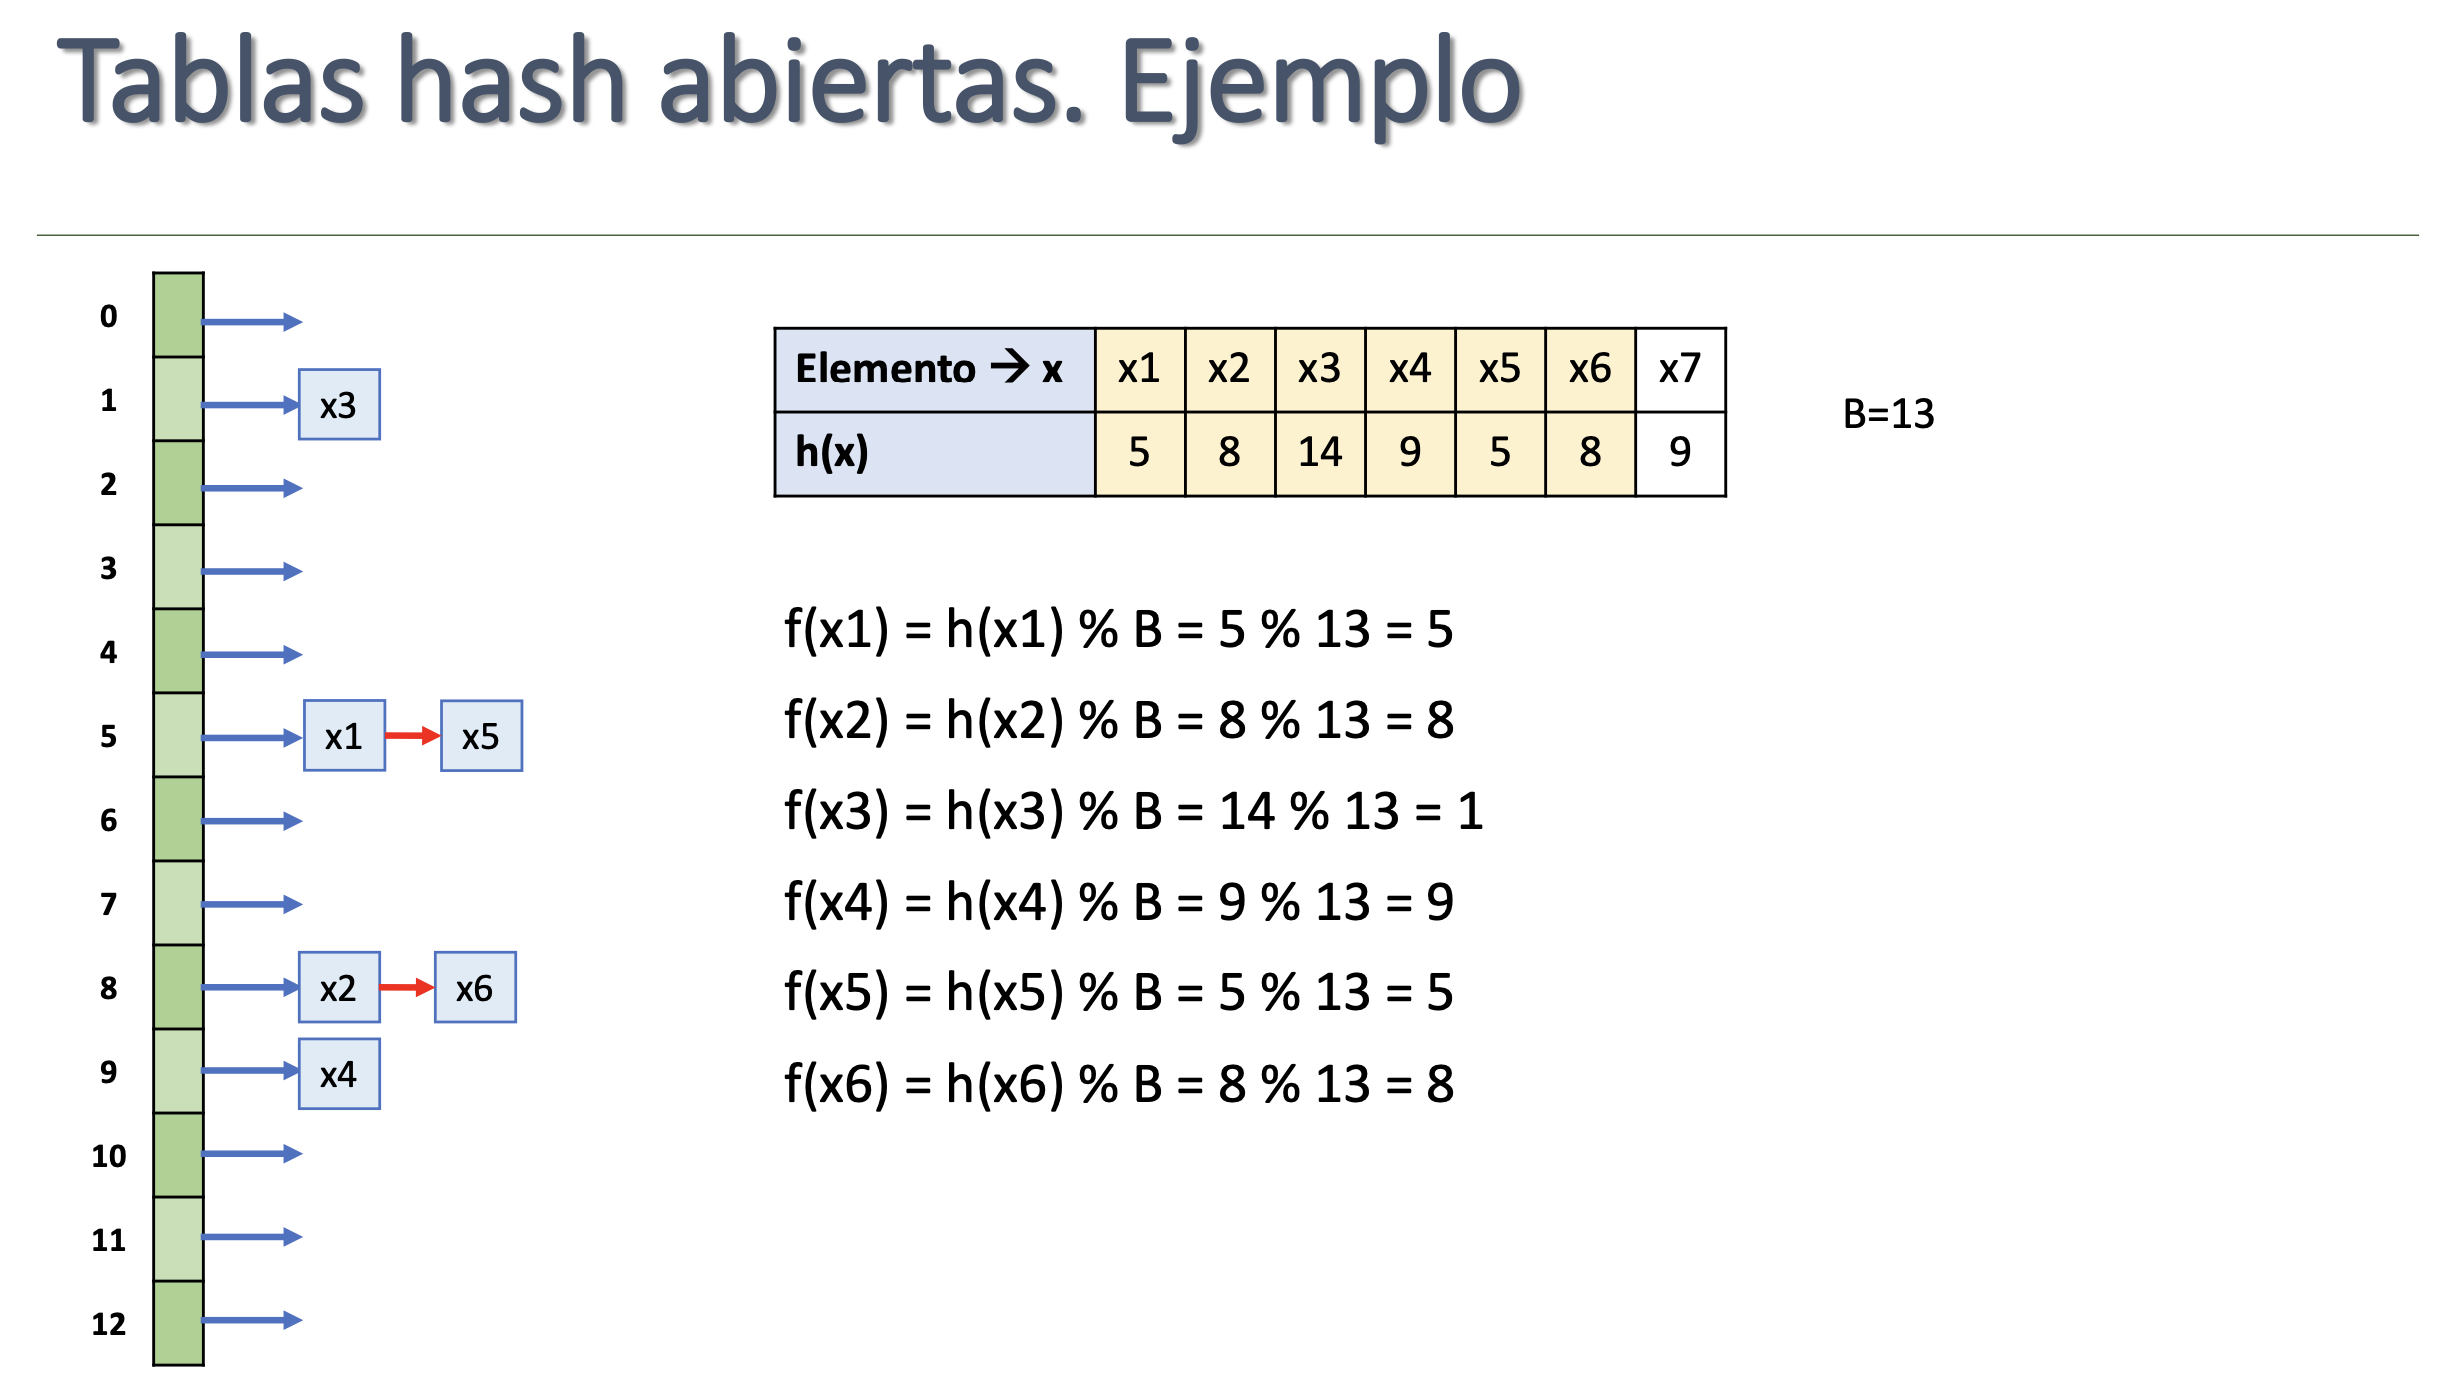 Tablas hash abiertas. Ejemplo
0
1 x3
2
3
4
5 x1 x5
6
7
8 x2 x6
9 x4
10
11
12
Elemento → x x1 x2 x3 x4 x5 x6 x7
h(x) 5 8 14 9 5 8 9
B=13
f(x1) = h(x1) % B = 5 % 13 = 5
f(x2) = h(x2) % B = 8 % 13 = 8
f(x3) = h(x3) % B = 14 % 13 = 1
f(x4) = h(x4) % B = 9 % 13 = 9
f(x5) = h(x5) % B = 5 % 13 = 5
f(x6) = h(x6) % B = 8 % 13 = 8